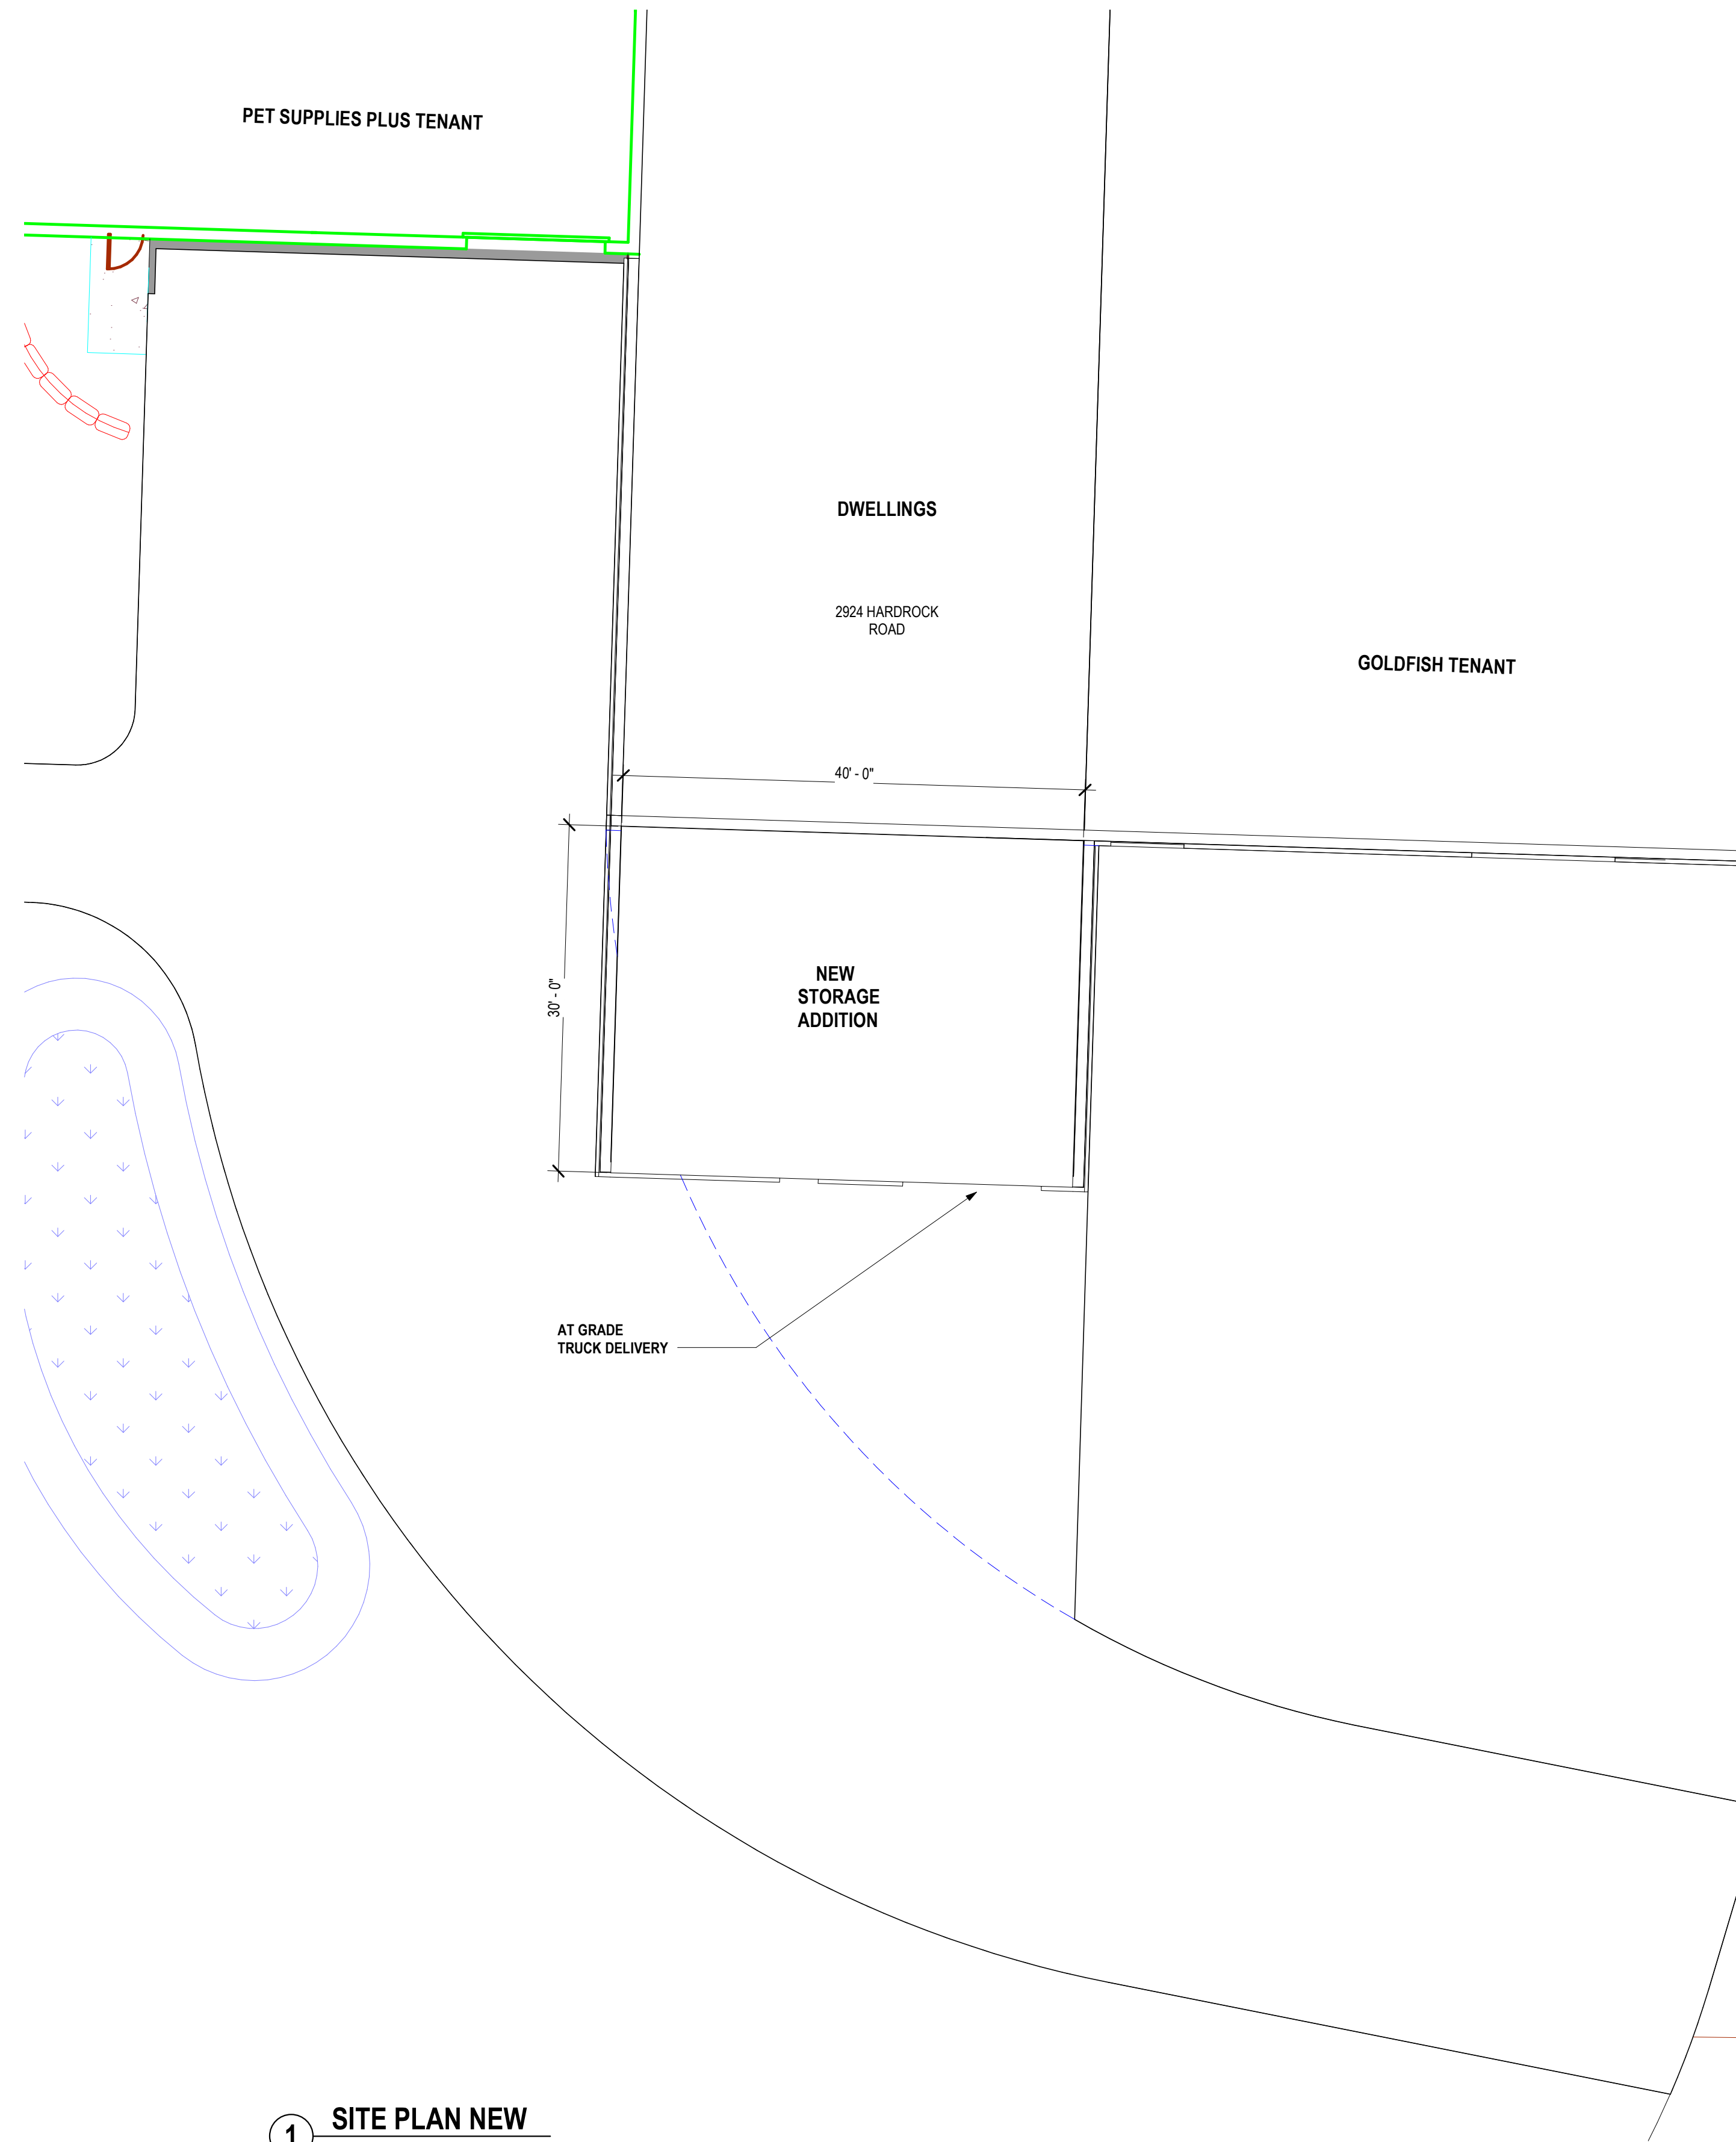 PET SUPPLIES PLUS TENANT
DWELLINGS
2924 HARDROCK
ROAD
GOLDFISH TENANT
40' - 0"
30' - 0"
NEW
STORAGE
ADDITION
AT GRADE
TRUCK DELIVERY
SITE PLAN NEW
1